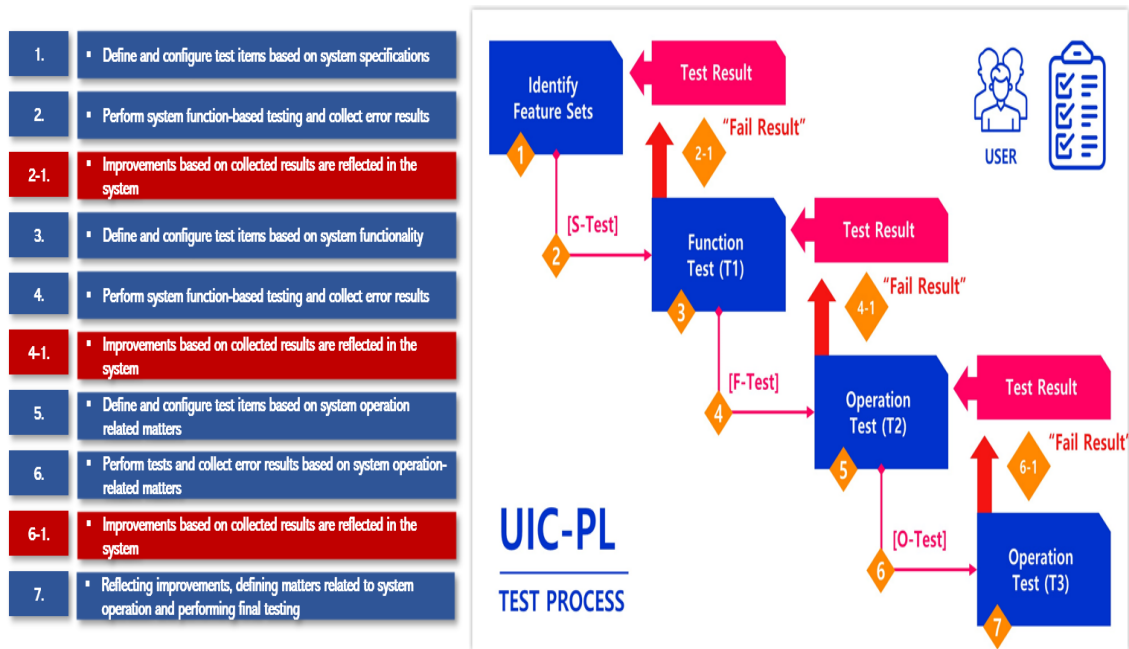 1.
▪ Define and configure test items based on system specifications
2.
▪ Perform system function-based testing and collect error results
2-1.
▪ Improvements based on collected results are reflected in the
system
3.
▪ Define and configure test items based on system functionality
4.
▪ Perform system function-based testing and collect error results
4-1.
▪ Improvements based on collected results are reflected in the
system
5.
▪ Define and configure test items based on system operation
related matters
6.
▪ Perform tests and collect error results based on system operation-
related matters
6-1.
▪ Improvements based on collected results are reflected in the
system
7.
▪ Reflecting improvements, defining matters related to system
operation and performing final testing
Identify
Feature Sets
1
Test Result
"Fail Result"
2-1
USER
[S-Test]
2
Function
Test (T1)
3
Test Result
"Fail Result"
4-1
[F-Test]
4
Operation
Test (T2)
5
Test Result
"Fail Result"
6-1
[O-Test]
6
Operation
Test (T3)
7
UIC-PL
TEST PROCESS